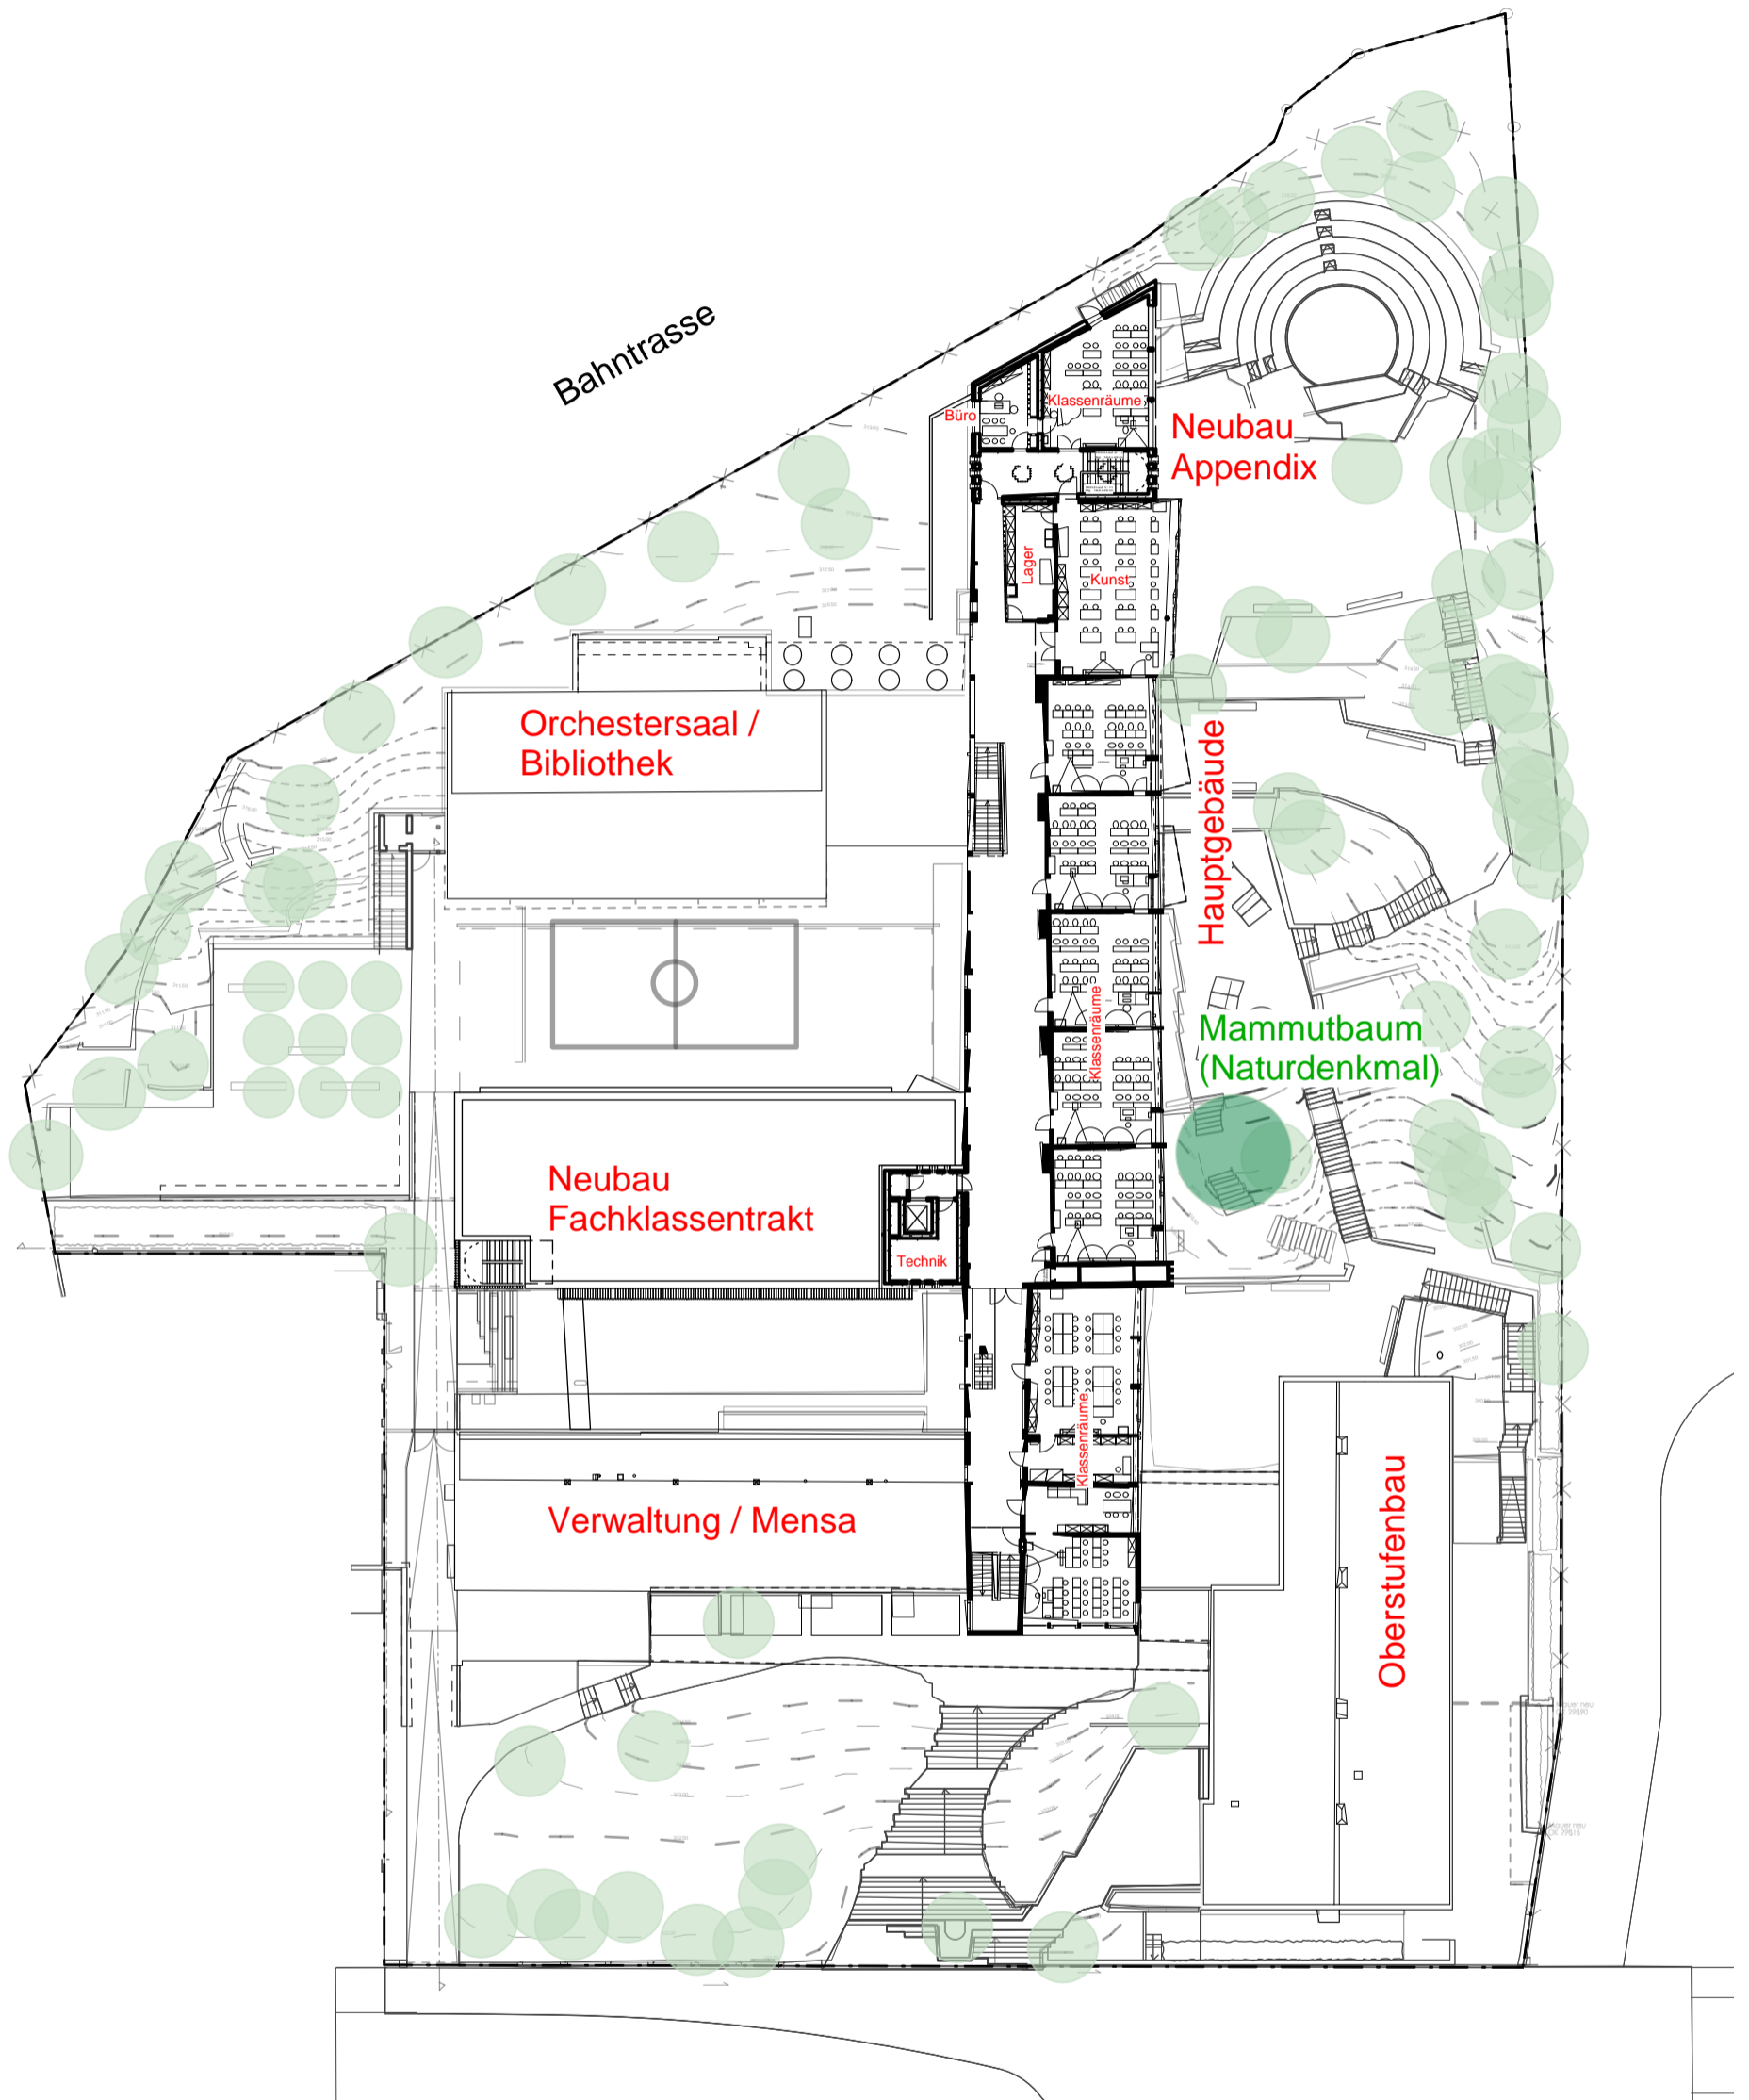 Bahntrasse
Büro
Klassenräume
Neubau
Appendix
Lager
Kunst
Orchestersaal /
Bibliothek
Hauptgebäude
Klassenräume
Mammutbaum
(Naturdenkmal)
Neubau
Fachklassentrakt
Technik
Klassenräume
Verwaltung / Mensa
Oberstufenbau